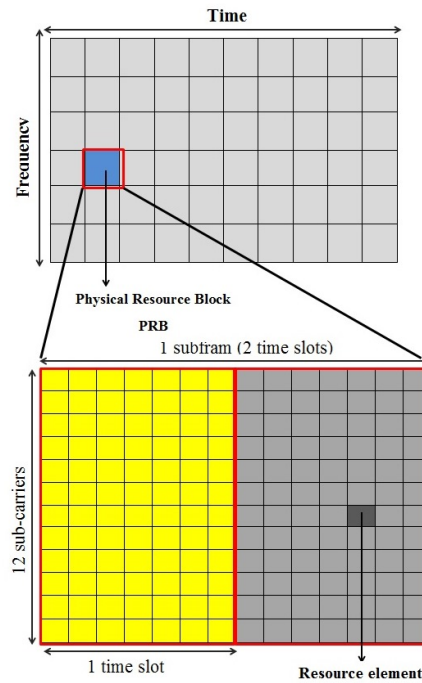 Time
Frequency
Physical Resource Block
PRB
1 subtram (2 time slots)
12 sub-carriers
1 time slot
Resource element